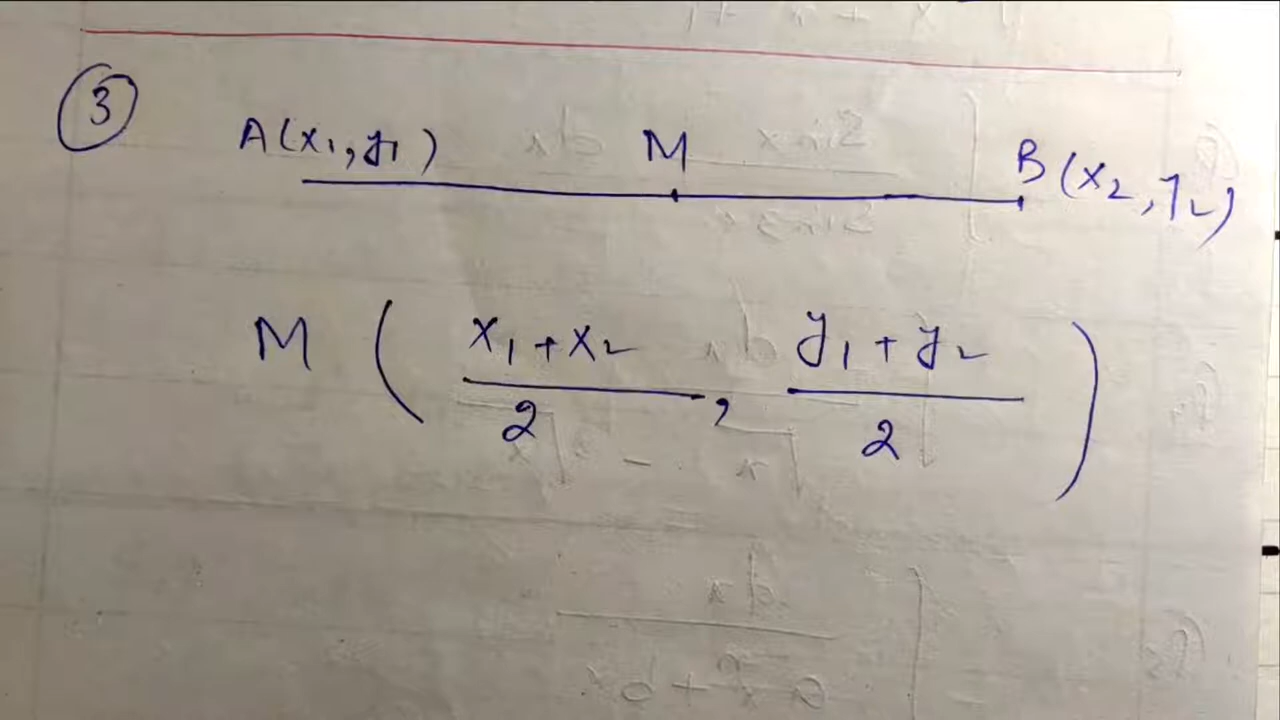 ③
A(x₁, y₁) M B(x₂, y₂)
M ( (x₁ + x₂)/2 , (y₁ + y₂)/2 )